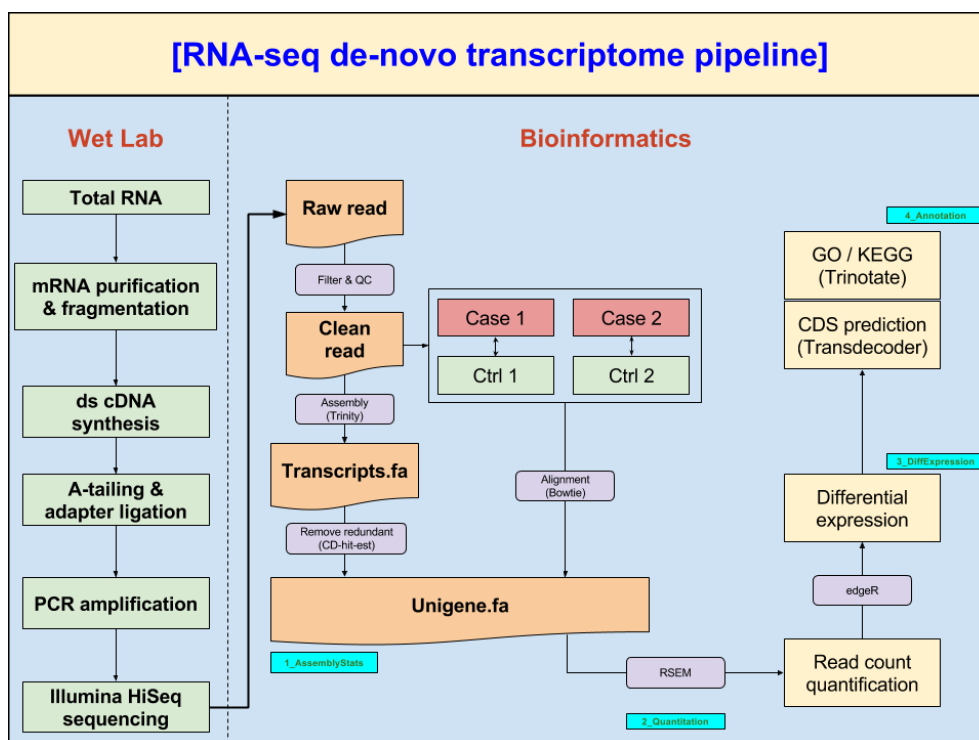 [RNA-seq de-novo transcriptome pipeline]
Wet Lab
Total RNA
mRNA purification
& fragmentation
ds cDNA
synthesis
A-tailing &
adapter ligation
PCR amplification
Illumina HiSeq
sequencing
Bioinformatics
Raw read
Filter & QC
Clean
read
Case 1
Case 2
Ctrl 1
Ctrl 2
Assembly
(Trinity)
Transcripts.fa
Alignment
(Bowtie)
Remove redundant
(CD-hit-est)
Unigene.fa
1_AssemblyStats
RSEM
2_Quantitation
Read count
quantification
edgeR
Differential
expression
3_DiffExpression
CDS prediction
(Transdecoder)
GO / KEGG
(Trinotate)
4_Annotation